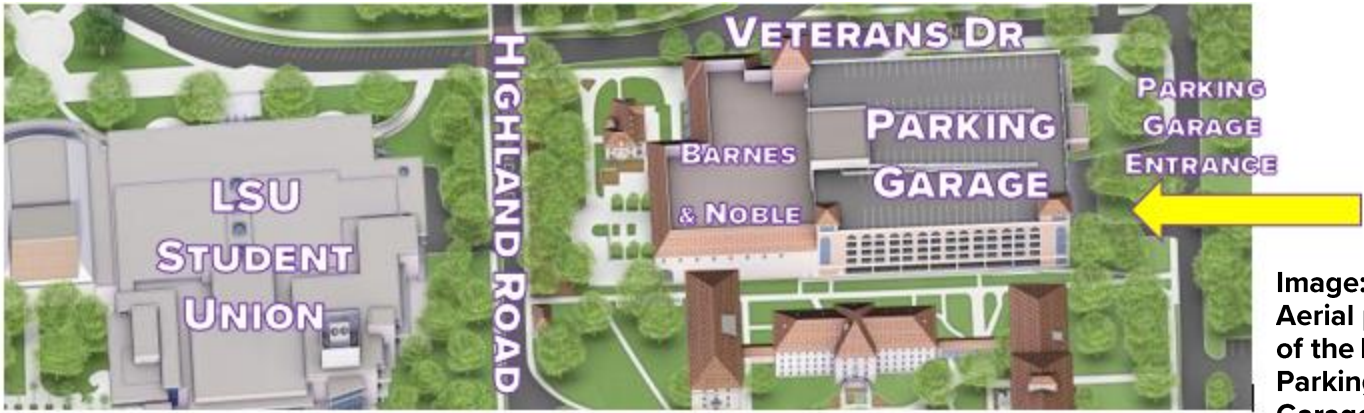 VETERANS DR
HIGHLAND ROAD
PARKING
GARAGE
ENTRANCE
BARNES
& NOBLE
PARKING
GARAGE
LSU
STUDENT
UNION
Image:
Aerial
of the
Parking